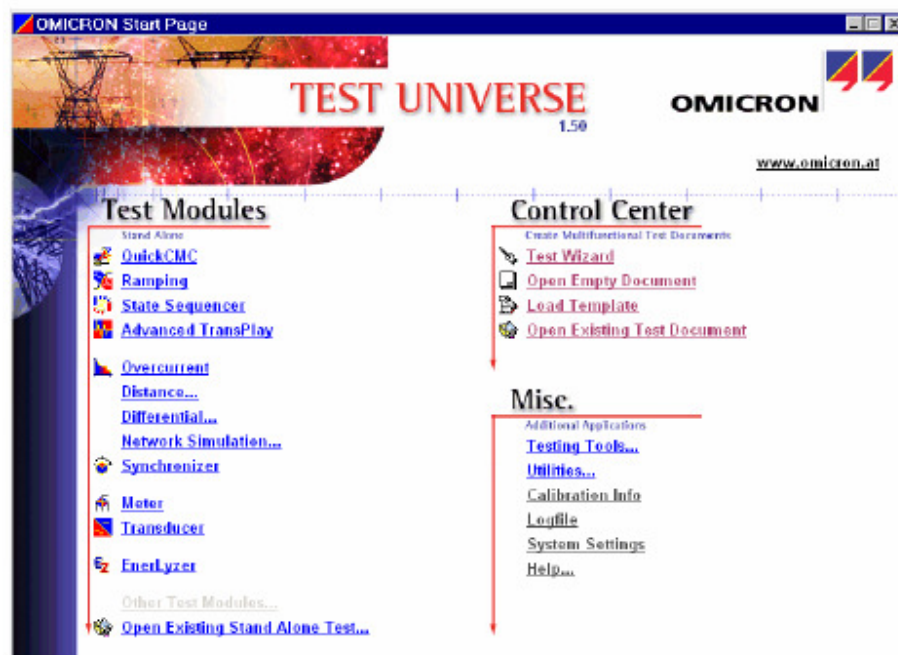 OMICRON Start Page
TEST UNIVERSE
1.50
OMICRON
www.omicron.at
Test Modules
Stand Alone
QuickCMC
Ramping
State Sequencer
Advanced TransPlay
Overcurrent
Distance...
Differential...
Network Simulation...
Synchronizer
Meter
Transducer
EnerLyzer
Other Test Modules...
Open Existing Stand Alone Test...
Control Center
Create Multifunctional Test Documents
Test Wizard
Open Empty Document
Load Template
Open Existing Test Document
Misc.
Additional Applications
Testing Tools...
Utilities...
Calibration Info
Logfile
System Settings
Help...